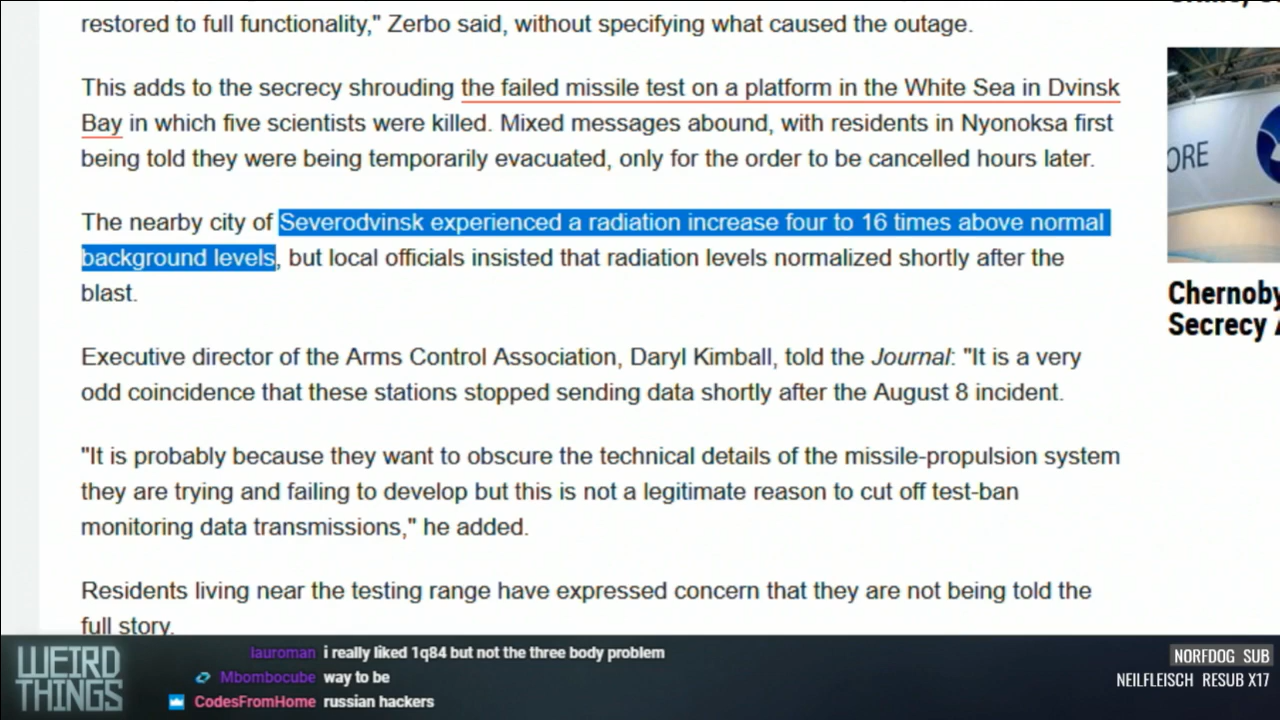 restored to full functionality," Zerbo said, without specifying what caused the outage.
This adds to the secrecy shrouding the failed missile test on a platform in the White Sea in Dvinsk
Bay in which five scientists were killed. Mixed messages abound, with residents in Nyonoksa first
being told they were being temporarily evacuated, only for the order to be cancelled hours later.
The nearby city of Severodvinsk experienced a radiation increase four to 16 times above normal
background levels, but local officials insisted that radiation levels normalized shortly after the
blast.
Executive director of the Arms Control Association, Daryl Kimball, told the Journal: "It is a very
odd coincidence that these stations stopped sending data shortly after the August 8 incident.
"It is probably because they want to obscure the technical details of the missile-propulsion system
they are trying and failing to develop but this is not a legitimate reason to cut off test-ban
monitoring data transmissions," he added.
Residents living near the testing range have expressed concern that they are not being told the
full story.
ORE
Chernoby
Secrecy
WEIRD
THINGS
lauroman i really liked 1q84 but not the three body problem
Mbombocube way to be
CodesFromHome russian hackers
NORFDOG SUB
NEILFLEISCH RESUB X17